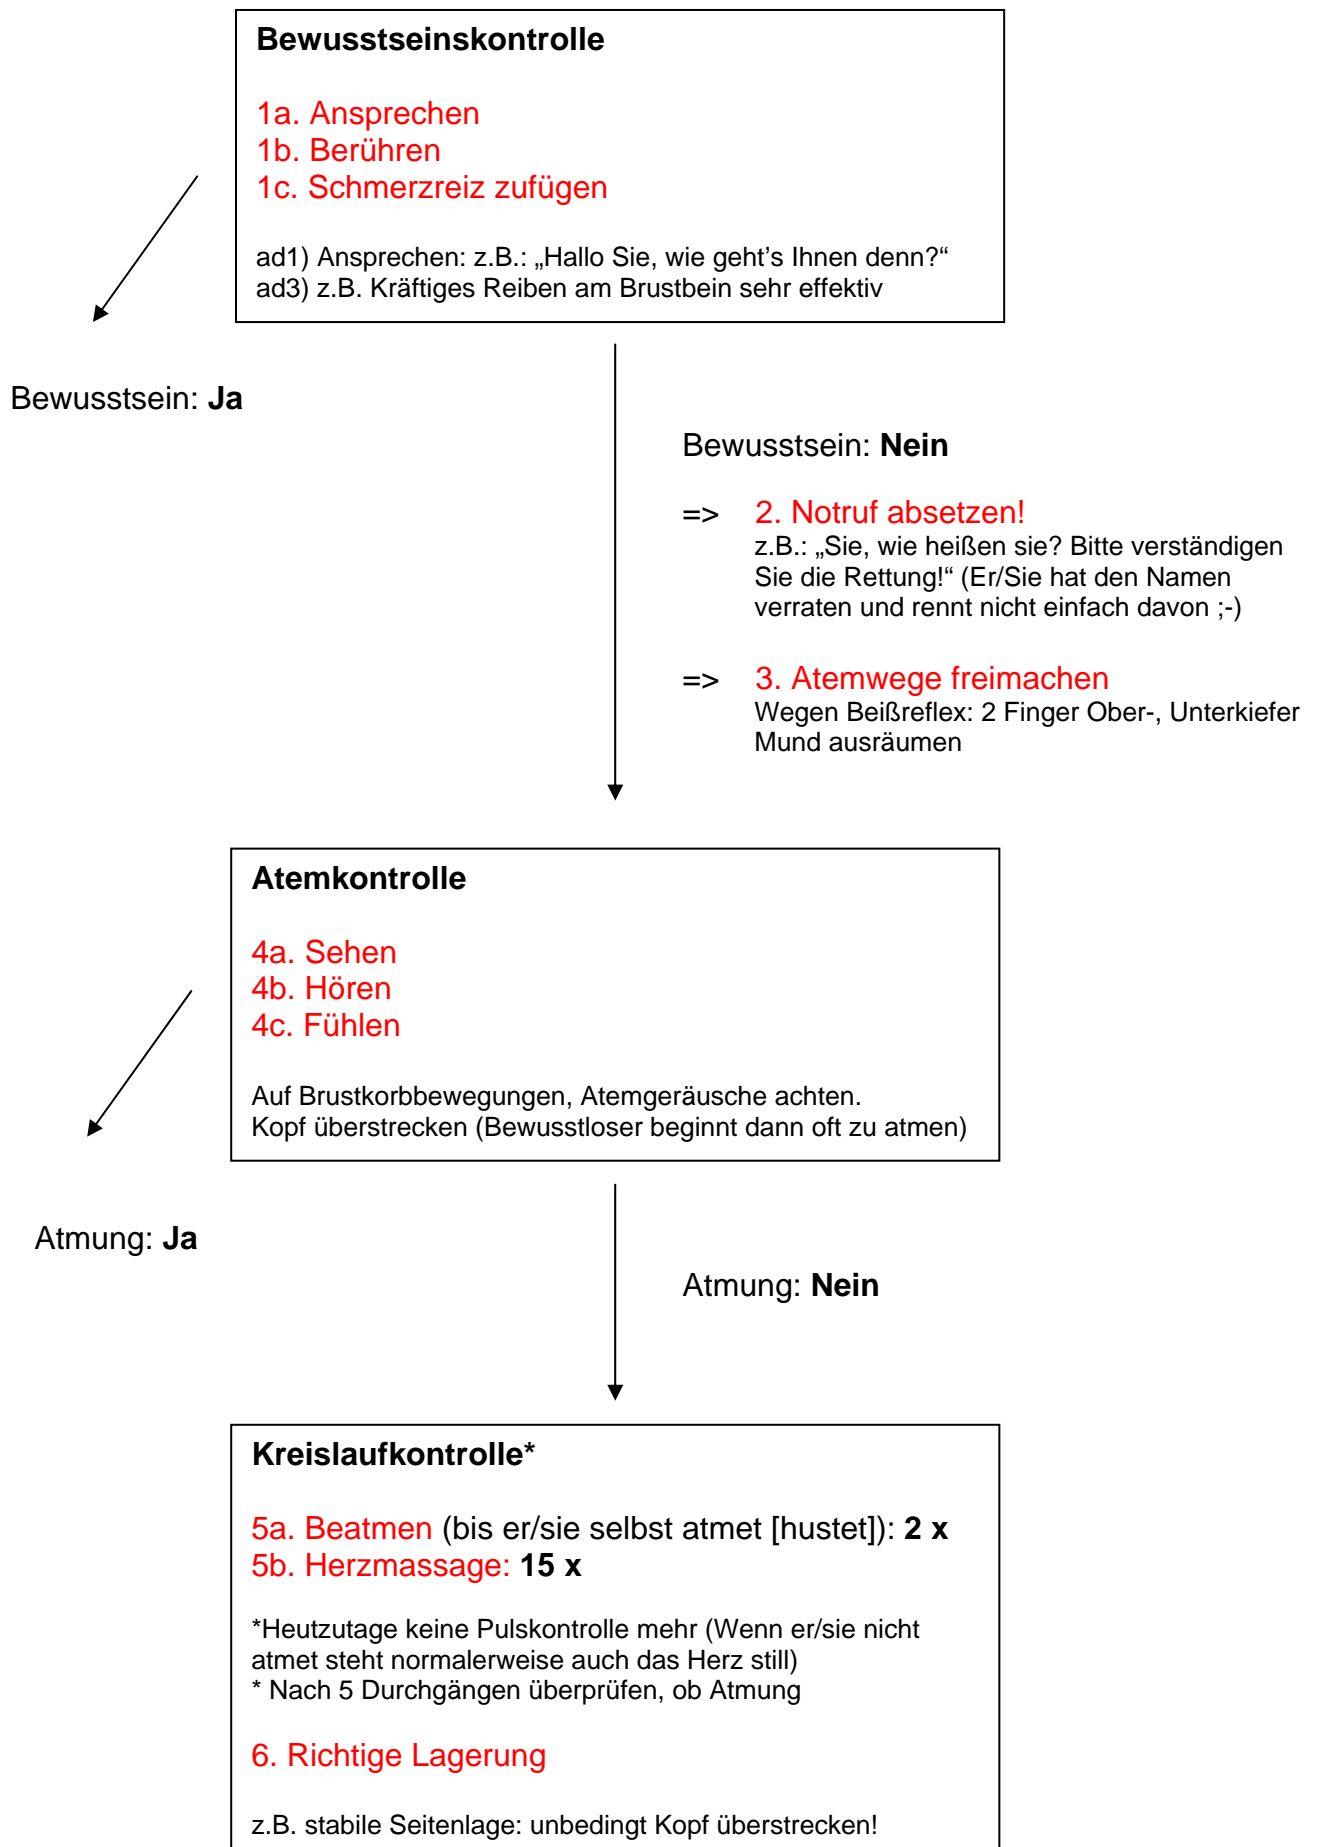 Bewusstseinskontrolle
1a. Ansprechen
1b. Berühren
1c. Schmerzreiz zufügen
ad1) Ansprechen: z.B.: „Hallo Sie, wie geht's Ihnen denn?“
ad3) z.B. Kräftiges Reiben am Brustbein sehr effektiv
Bewusstsein: Ja
Bewusstsein: Nein
=> 2. Notruf absetzen!
z.B.: „Sie, wie heißen sie? Bitte verständigen
Sie die Rettung!“ (Er/Sie hat den Namen
verraten und rennt nicht einfach davon ;-)
=> 3. Atemwege freimachen
Wegen Beißreflex: 2 Finger Ober-, Unterkiefer
Mund ausräumen
Atemkontrolle
4a. Sehen
4b. Hören
4c. Fühlen
Auf Brustkorbbewegungen, Atemgeräusche achten.
Kopf überstrecken (Bewusstloser beginnt dann oft zu atmen)
Atmung: Ja
Atmung: Nein
Kreislaufkontrolle*
5a. Beatmen (bis er/sie selbst atmet [hustet]): 2 x
5b. Herzmassage: 15 x
*Heutzutage keine Pulskontrolle mehr (Wenn er/sie nicht
atmet steht normalerweise auch das Herz still)
* Nach 5 Durchgängen überprüfen, ob Atmung
6. Richtige Lagerung
z.B. stabile Seitenlage: unbedingt Kopf überstrecken!